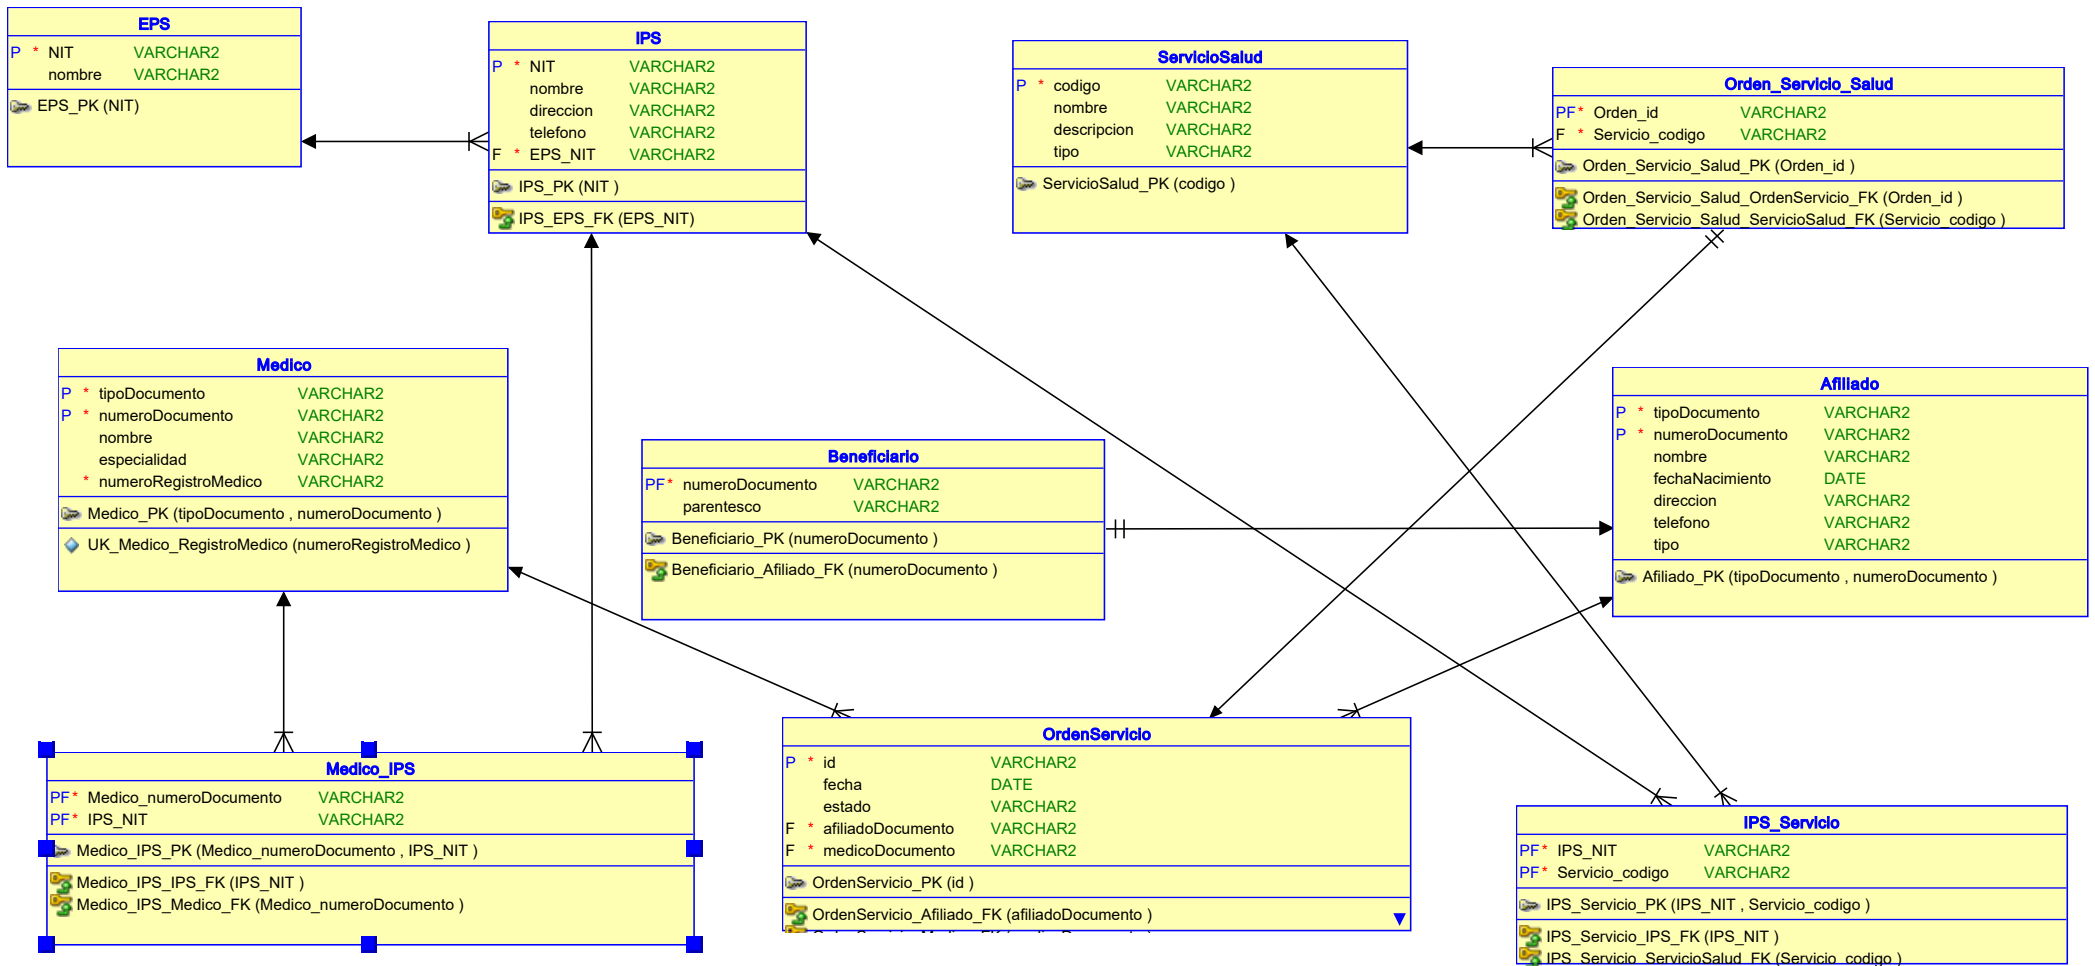 EPS
P * NIT VARCHAR2
nombre VARCHAR2
EPS_PK (NIT)
IPS
P * NIT VARCHAR2
nombre VARCHAR2
direccion VARCHAR2
telefono VARCHAR2
F * EPS_NIT VARCHAR2
IPS_PK (NIT )
IPS_EPS_FK (EPS_NIT)
ServicioSalud
P * codigo VARCHAR2
nombre VARCHAR2
descripcion VARCHAR2
tipo VARCHAR2
ServicioSalud_PK (codigo )
Orden_Servicio_Salud
PF* Orden_id VARCHAR2
F * Servicio_codigo VARCHAR2
Orden_Servicio_Salud_PK (Orden_id )
Orden_Servicio_Salud_OrdenServicio_FK (Orden_id )
Orden_Servicio_Salud_ServicioSalud_FK (Servicio_codigo )
Medico
P * tipoDocumento VARCHAR2
P * numeroDocumento VARCHAR2
nombre VARCHAR2
especialidad VARCHAR2
* numeroRegistroMedico VARCHAR2
Medico_PK (tipoDocumento , numeroDocumento )
UK_Medico_RegistroMedico (numeroRegistroMedico )
Beneficiario
PF* numeroDocumento VARCHAR2
parentesco VARCHAR2
Beneficiario_PK (numeroDocumento )
Beneficiario_Afiliado_FK (numeroDocumento )
Afiliado
P * tipoDocumento VARCHAR2
P * numeroDocumento VARCHAR2
nombre VARCHAR2
fechaNacimiento DATE
direccion VARCHAR2
telefono VARCHAR2
tipo VARCHAR2
Afiliado_PK (tipoDocumento , numeroDocumento )
Medico_IPS
PF* Medico_numeroDocumento VARCHAR2
PF* IPS_NIT VARCHAR2
Medico_IPS_PK (Medico_numeroDocumento , IPS_NIT )
Medico_IPS_IPS_FK (IPS_NIT )
Medico_IPS_Medico_FK (Medico_numeroDocumento )
OrdenServicio
P * id VARCHAR2
fecha DATE
estado VARCHAR2
F * afiliadoDocumento VARCHAR2
F * medicoDocumento VARCHAR2
OrdenServicio_PK (id )
OrdenServicio_Afiliado_FK (afiliadoDocumento )
IPS_Servicio
PF* IPS_NIT VARCHAR2
PF* Servicio_codigo VARCHAR2
IPS_Servicio_PK (IPS_NIT , Servicio_codigo )
IPS_Servicio_IPS_FK (IPS_NIT )
IPS_Servicio_ServicioSalud_FK (Servicio_codigo )